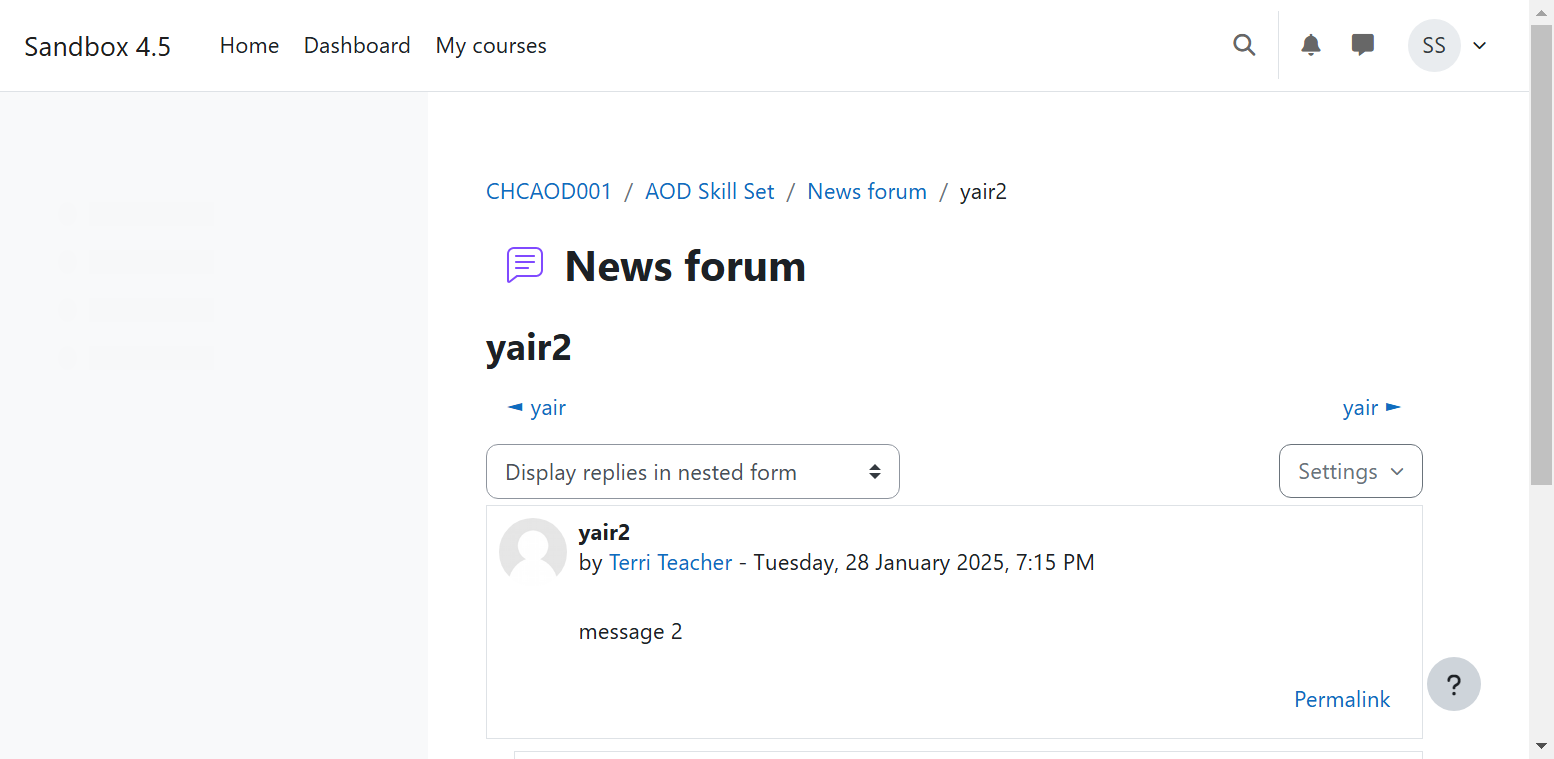 Sandbox 4.5 Home Dashboard My courses SS
CHCAOD001 / AOD Skill Set / News forum / yair2
News forum
yair2
◄ yair yair ►
Display replies in nested form Settings
yair2
by Terri Teacher - Tuesday, 28 January 2025, 7:15 PM
message 2
Permalink
?